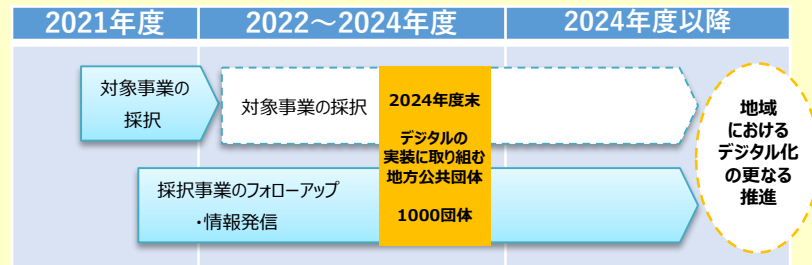 2021年度
2022～2024年度
2024年度以降
対象事業の
採択
対象事業の採択
2024年度末
デジタルの
実装に取り組む
地方公共団体
1000団体
採択事業のフォローアップ
・情報発信
地域
における
デジタル化
の更なる
推進